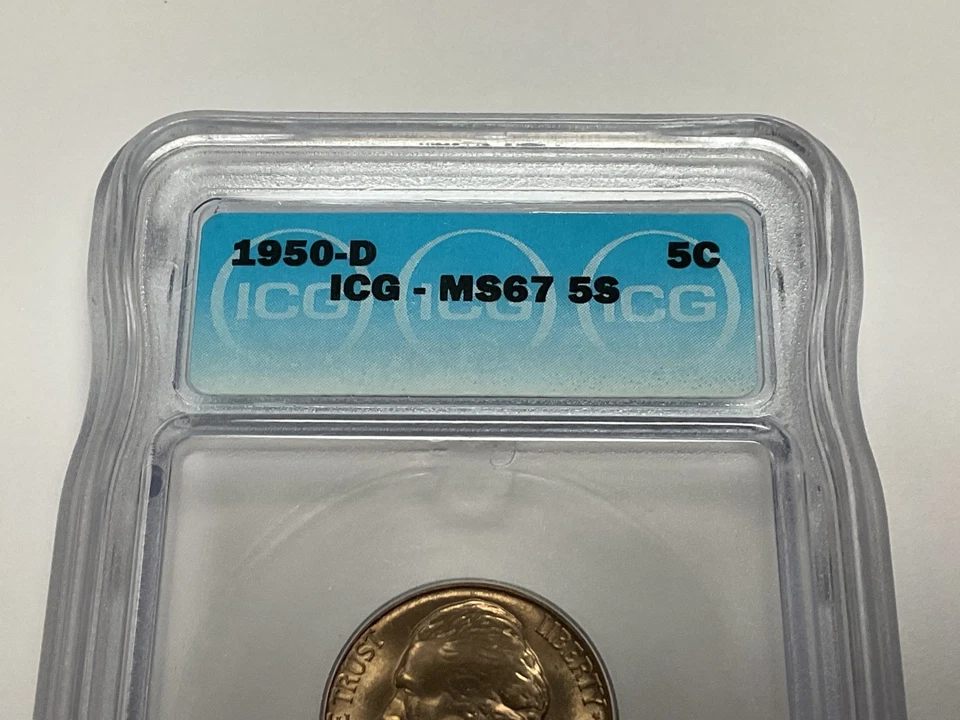 1950-D 5C
ICG - MS67 5S
ICG ICG ICG
TRUST LIBERTY